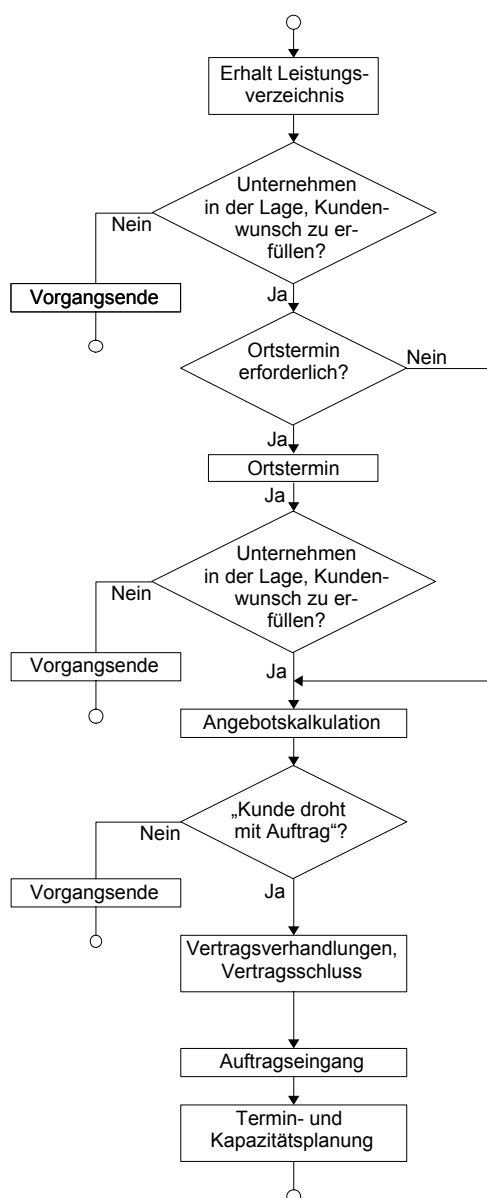 Erhalt Leistungs-
verzeichnis
Unternehmen
in der Lage, Kunden-
wunsch zu er-
füllen?
Nein
Vorgangsende
Ja
Ortstermin
erforderlich?
Nein
Ja
Ortstermin
Ja
Unternehmen
in der Lage, Kunden-
wunsch zu er-
füllen?
Nein
Vorgangsende
Ja
Angebotskalkulation
„Kunde droht
mit Auftrag“?
Nein
Vorgangsende
Ja
Vertragsverhandlungen,
Vertragsschluss
Auftragseingang
Termin- und
Kapazitätsplanung